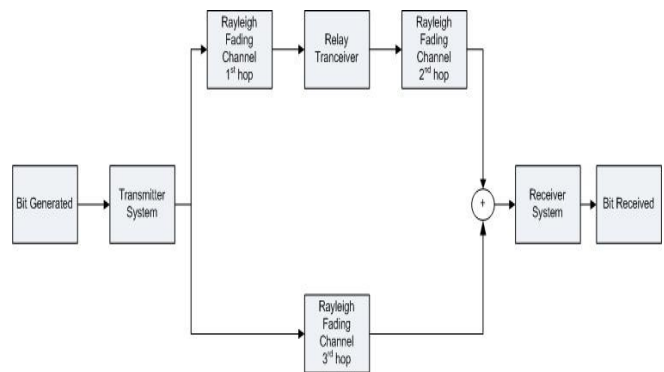 Rayleigh
Fading
Channel
1st hop
Relay
Tranceiver
Rayleigh
Fading
Channel
2nd hop
Bit Generated
Transmitter
System
+
Receiver
System
Bit Received
Rayleigh
Fading
Channel
3rd hop